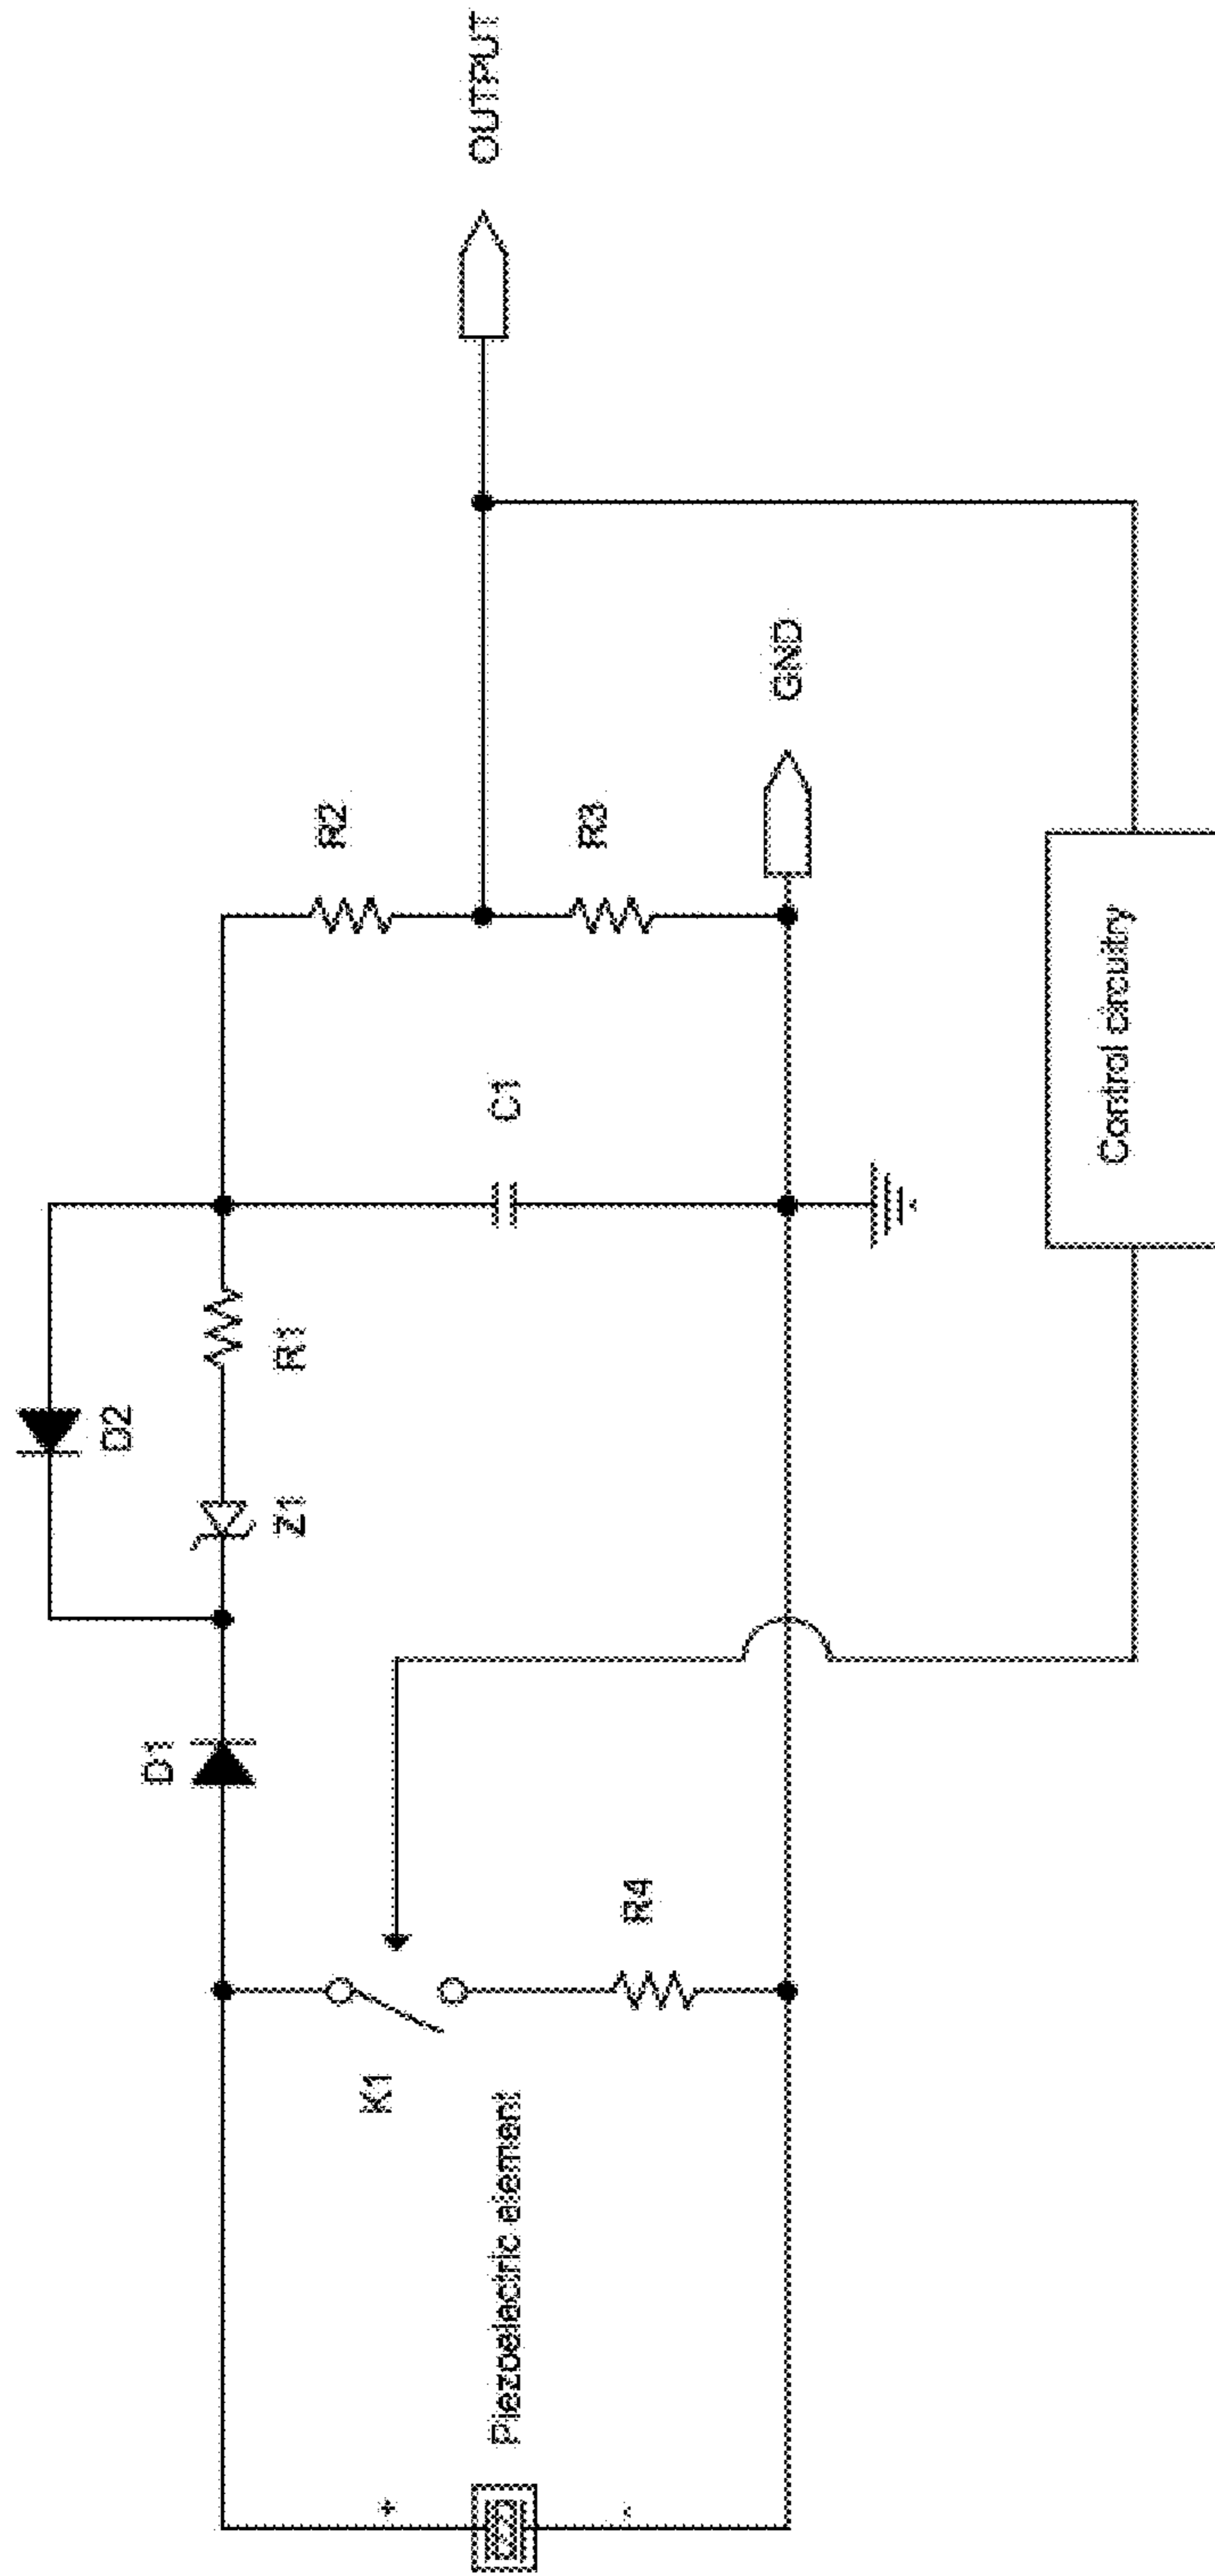 D2
D1
Z1
R1
R2
OUTPUT
K1
C1
+
Piezoelectric element
R3
R4
-
GND
Control circuitry